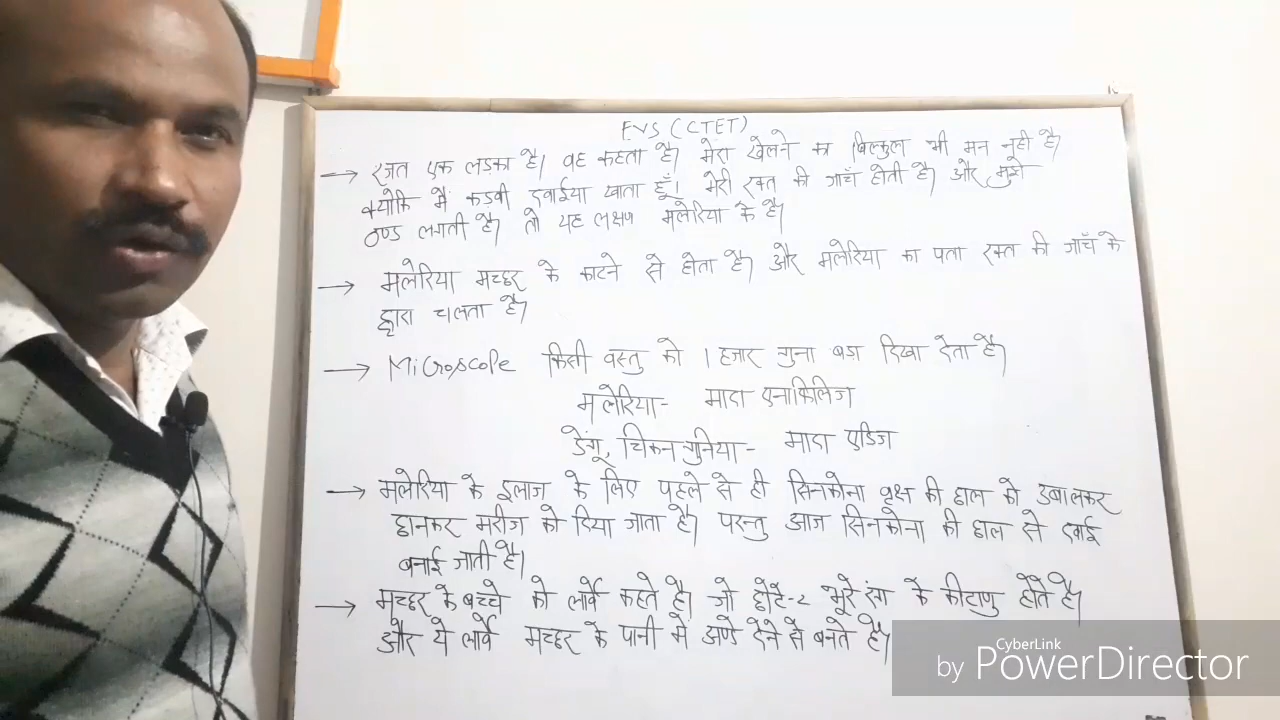 EVS (CTET)
→ रजत एक लडका है। वह कहता है। मेरा खेलने का बिल्कुल भी मन नही है।
क्योकि मैं कडवी दवाईया खाता हूँ। मेरी रक्त की जाँच होती है। और मुझे
ठण्ड लगती है। तो यह लक्षण मलेरिया के है।
→ मलेरिया मच्छर के काटने से होता है। और मलेरिया का पता रक्त की जाँच के
द्वारा चलता है।
→ Microscope किसी वस्तु को 1 हजार गुना बडा दिखा देता है।
मलेरिया- मादा एनाफिलिज
डेंगू, चिकनगुनिया- मादा एडिज
→ मलेरिया के इलाज के लिए पहले से ही सिनकोना वृक्ष की छाल को उबालकर
छानकर मरीज को दिया जाता है। परन्तु आज सिनकोना की छाल से दवाई
बनाई जाती है।
→ मच्छर के बच्चे को लार्वे कहते है। जो छोटे-2 भूरे रंग के कीटाणु होते है।
और ये लार्वे मच्छर के पानी में अण्डे देने से बनते है।
CyberLink
by PowerDirector